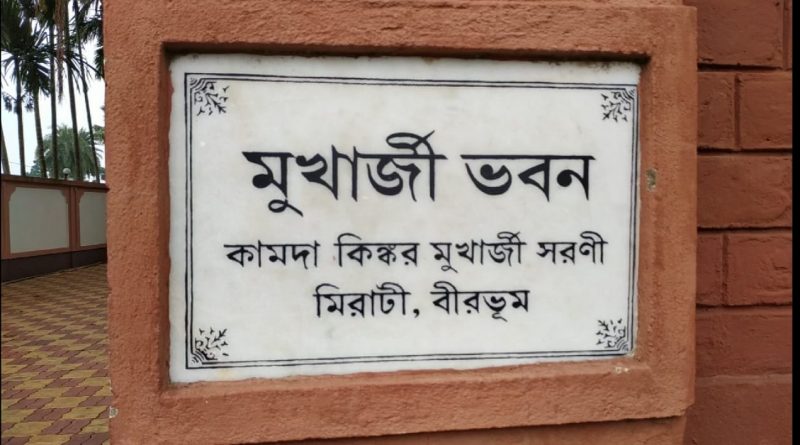 মুখার্জী ভবন
কামদা কিঙ্কর মুখার্জী সরণী
মিরাটী, বীরভূম